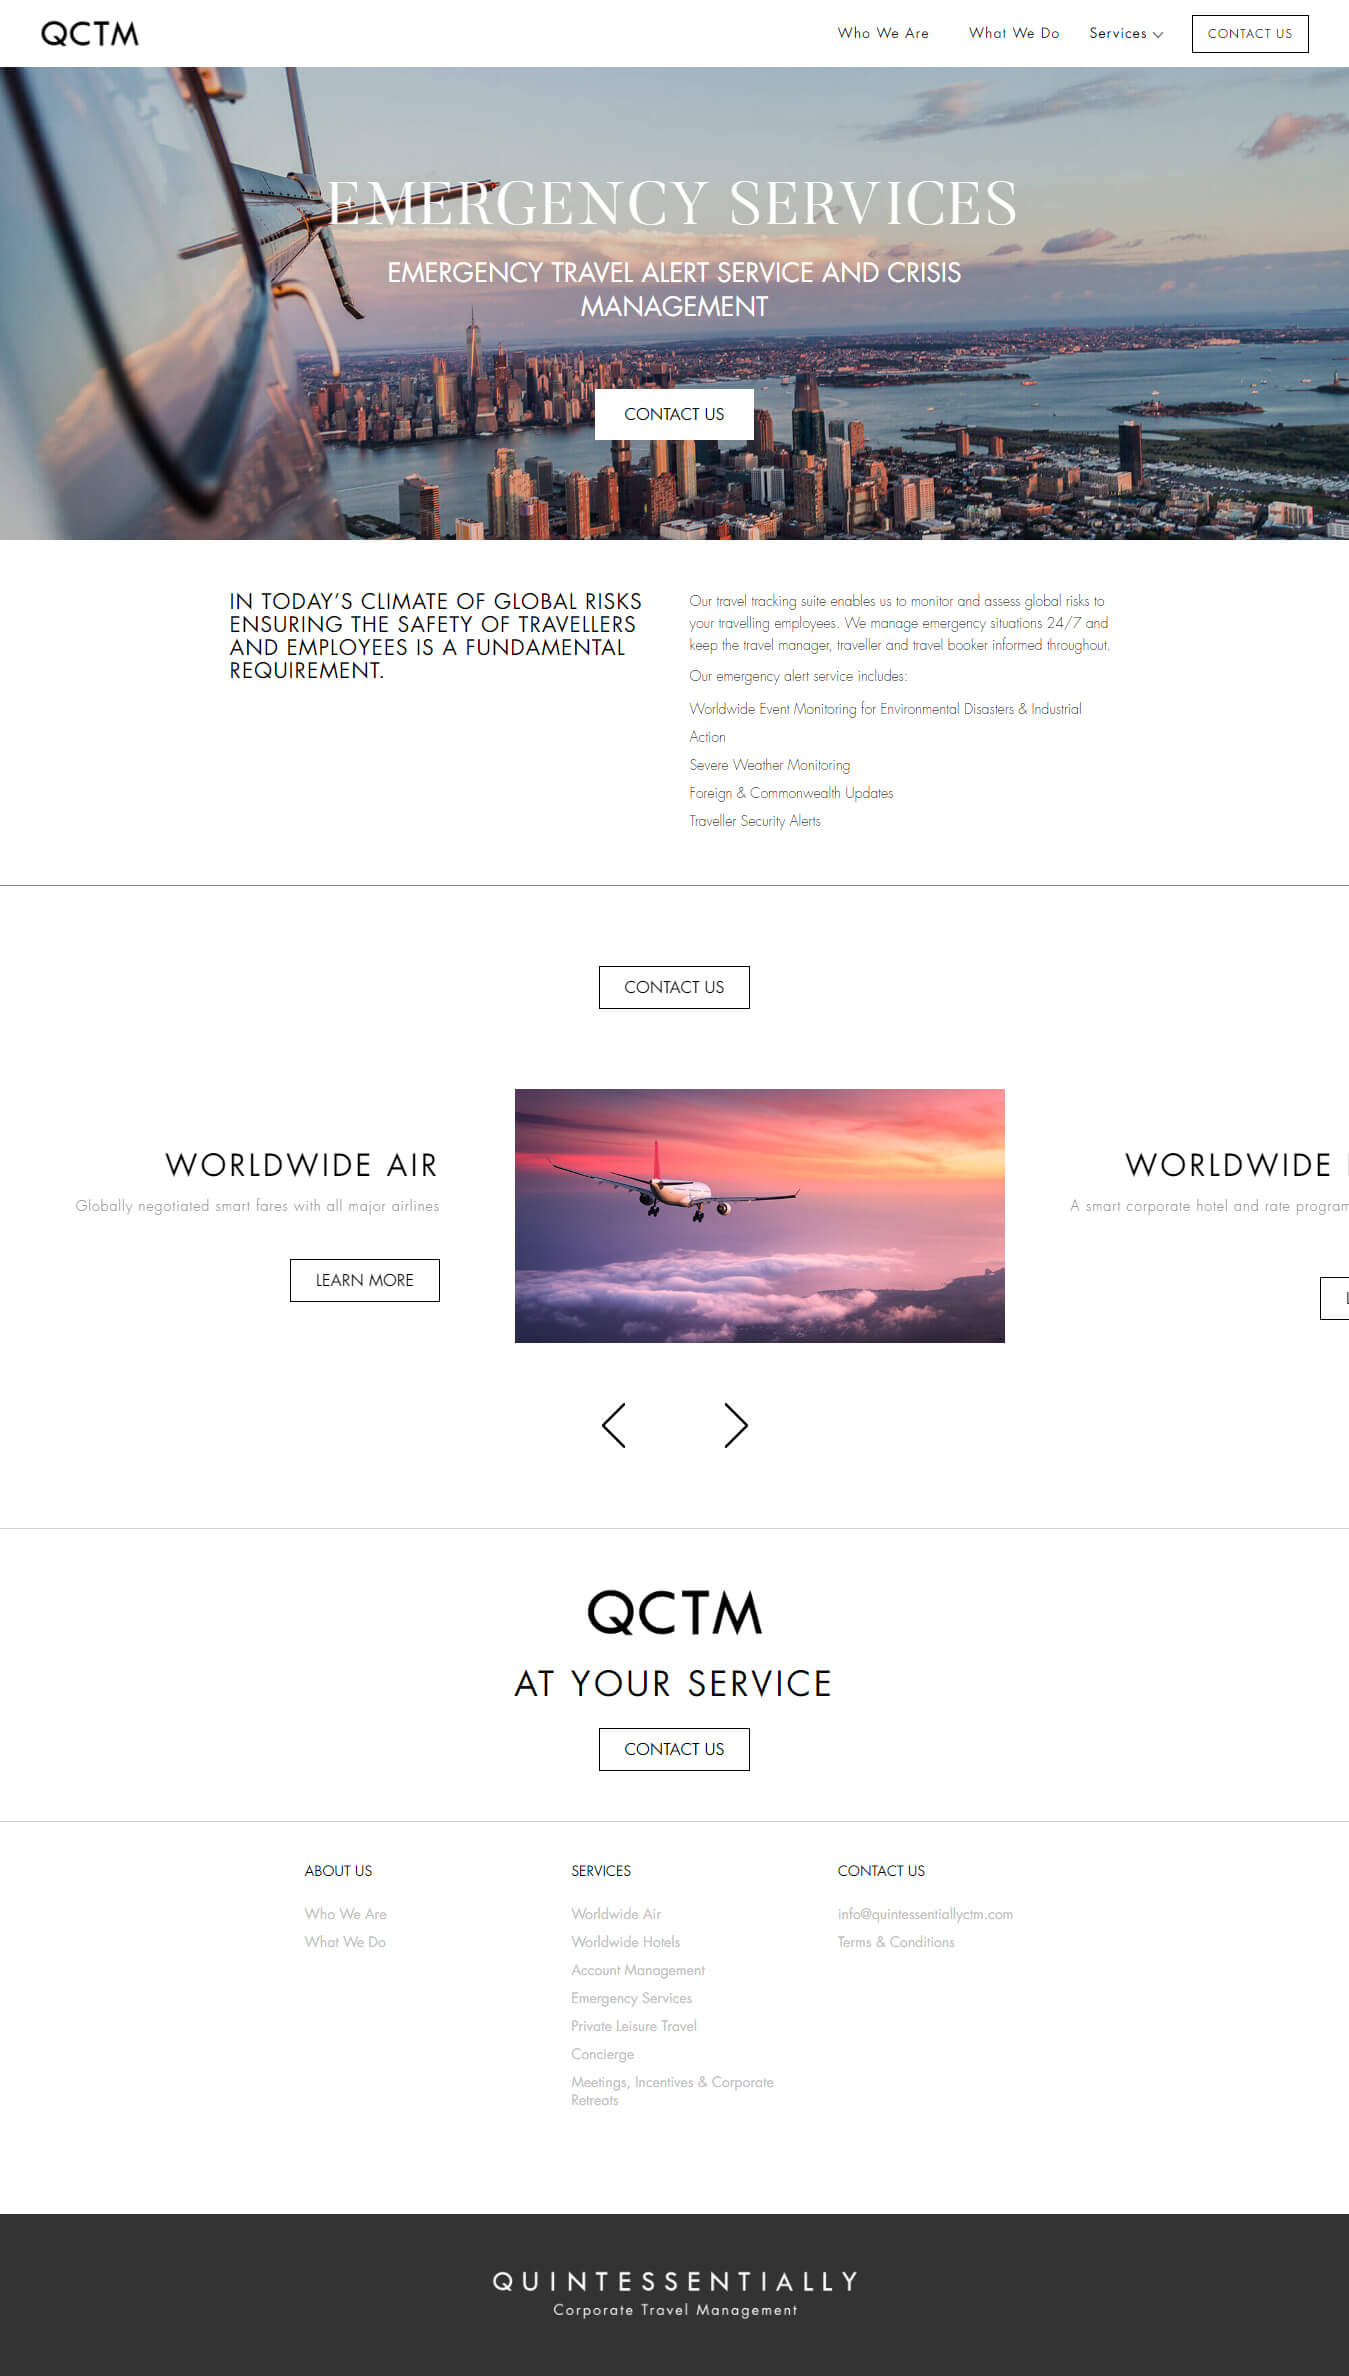 QCTM
Who We Are
What We Do
Services
CONTACT US
EMERGENCY SERVICES
EMERGENCY TRAVEL ALERT SERVICE AND CRISIS
MANAGEMENT
CONTACT US
IN TODAY’S CLIMATE OF GLOBAL RISKS
ENSURING THE SAFETY OF TRAVELLERS
AND EMPLOYEES IS A FUNDAMENTAL
REQUIREMENT.
Our travel tracking suite enables us to monitor and assess global risks to
your travelling employees. We manage emergency situations 24/7 and
keep the travel manager, traveller and travel booker informed throughout.
Our emergency alert service includes:
Worldwide Event Monitoring for Environmental Disasters & Industrial
Action
Severe Weather Monitoring
Foreign & Commonwealth Updates
Traveller Security Alerts
CONTACT US
WORLDWIDE AIR
Globally negotiated smart fares with all major airlines
LEARN MORE
WORLDWIDE
A smart corporate hotel and rate program
QCTM
AT YOUR SERVICE
CONTACT US
ABOUT US
Who We Are
What We Do
SERVICES
Worldwide Air
Worldwide Hotels
Account Management
Emergency Services
Private Leisure Travel
Concierge
Meetings, Incentives & Corporate
Retreats
CONTACT US
info@quintessentiallyctm.com
Terms & Conditions
QUINTESSENTIALLY
Corporate Travel Management